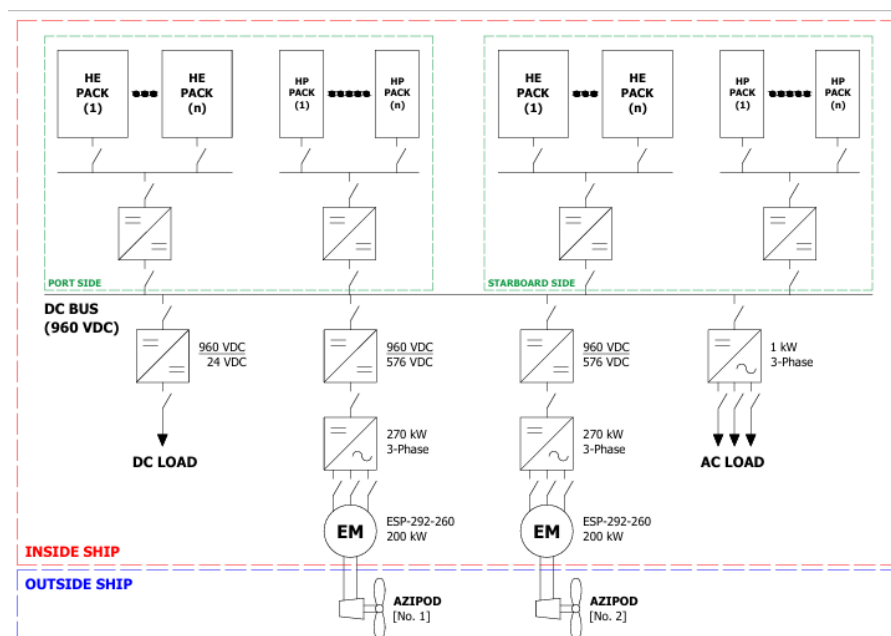 HE
PACK
(1)
HE
PACK
(n)
HP
PACK
(1)
HP
PACK
(n)
HE
PACK
(1)
HE
PACK
(n)
HP
PACK
(1)
HP
PACK
(n)
PORT SIDE
STARBOARD SIDE
DC BUS
(960 VDC)
960 VDC
24 VDC
960 VDC
576 VDC
960 VDC
576 VDC
1 kW
3-Phase
270 kW
3-Phase
270 kW
3-Phase
DC LOAD
AC LOAD
EM
ESP-292-260
200 kW
EM
ESP-292-260
200 kW
INSIDE SHIP
OUTSIDE SHIP
AZIPOD
[No. 1]
AZIPOD
[No. 2]